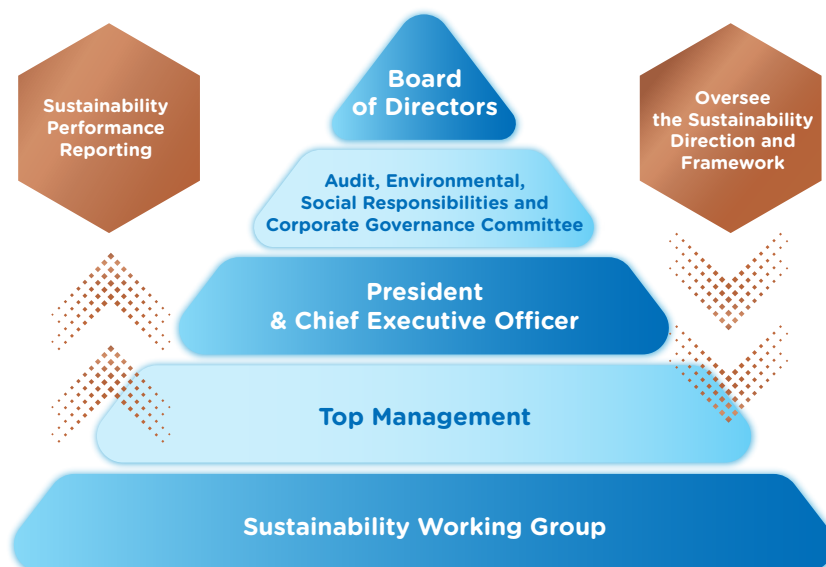 Board
of Directors
Sustainability
Performance
Reporting
Oversee
the Sustainability
Direction and
Framework
Audit, Environmental,
Social Responsibilities and
Corporate Governance Committee
President
& Chief Executive Officer
Top Management
Sustainability Working Group